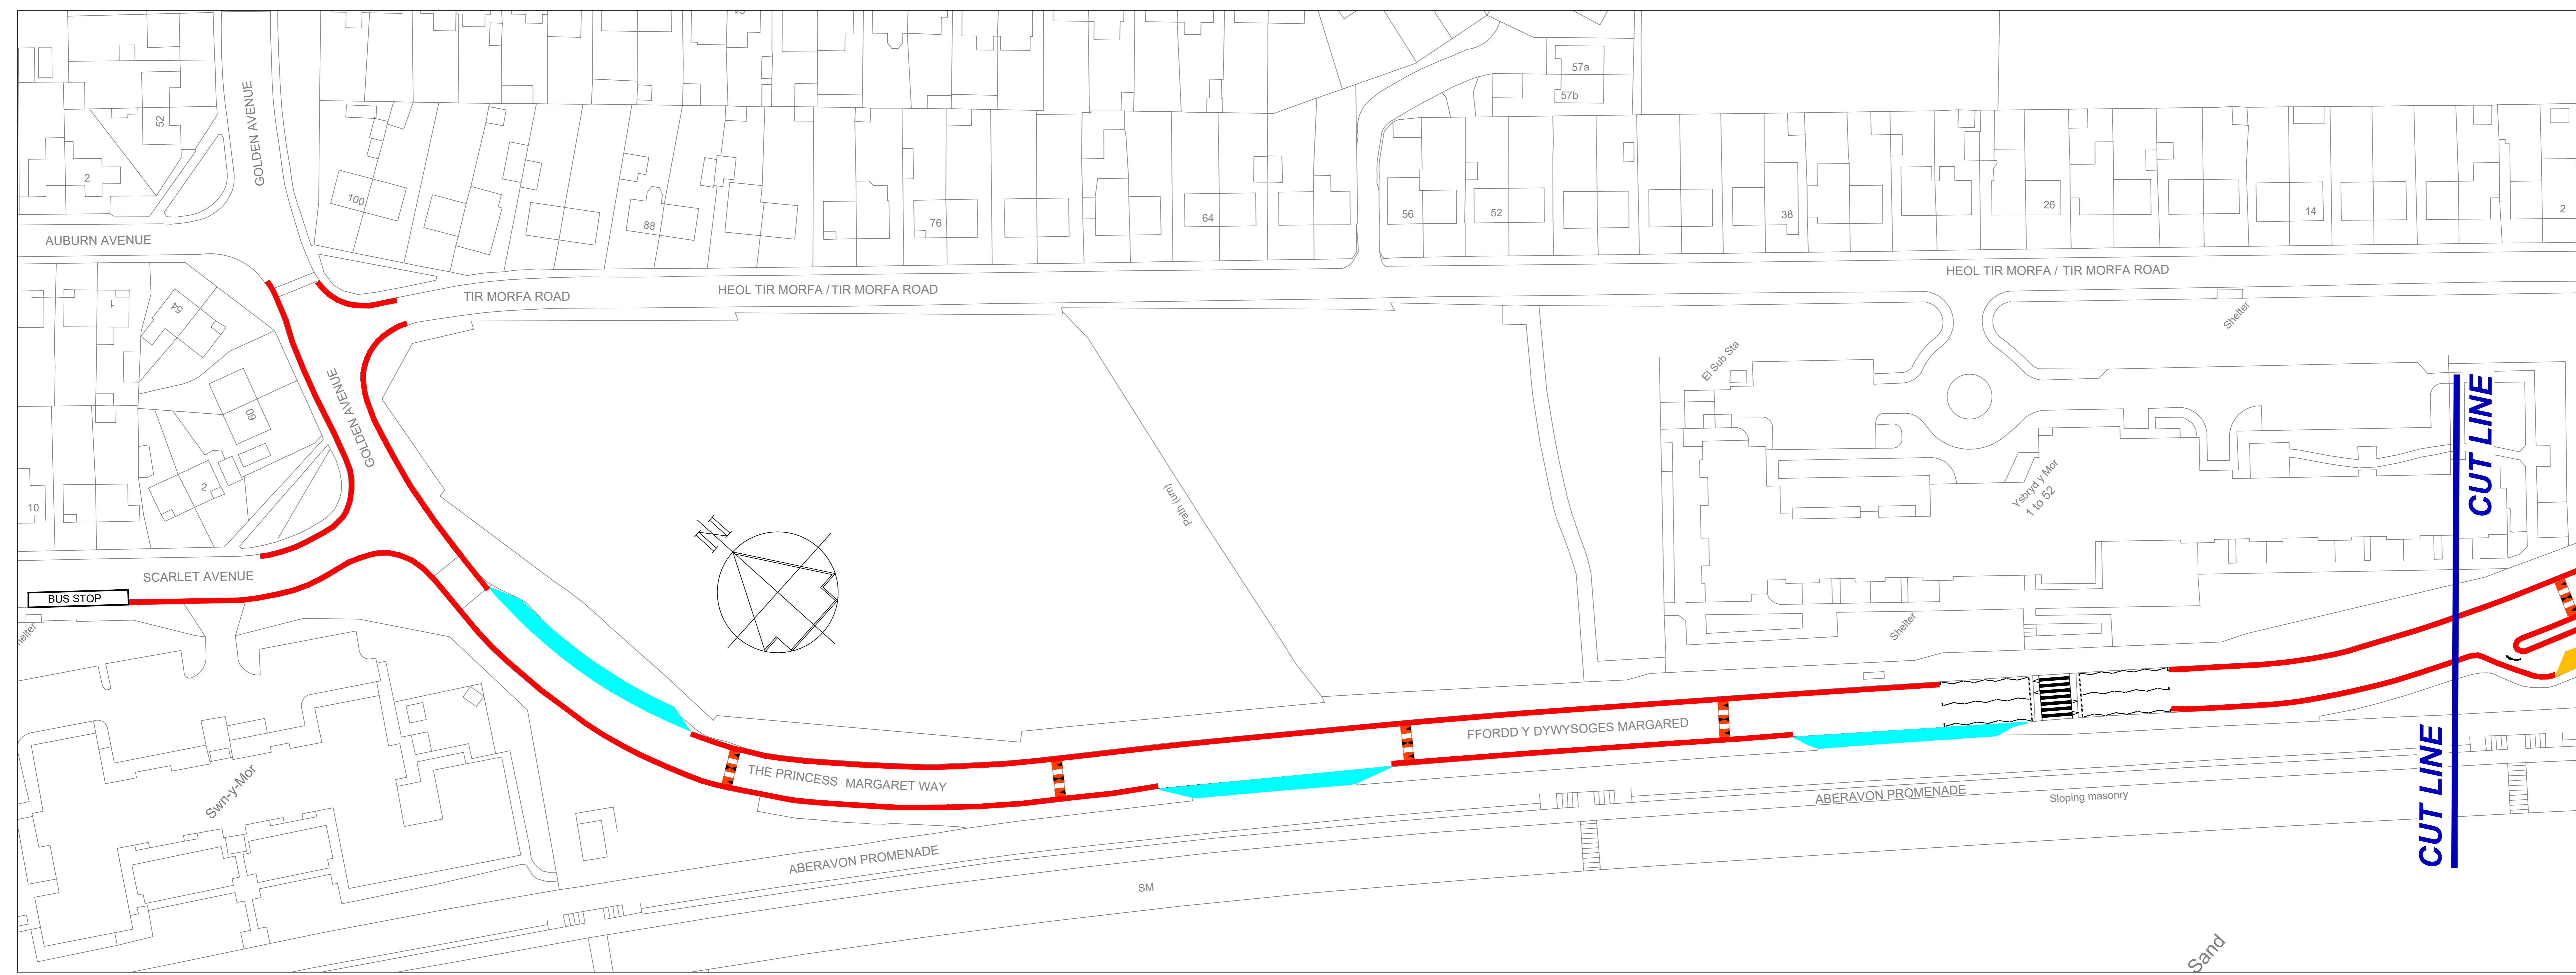 GOLDEN AVENUE
52
2
100
88
76
64
57a
57b
56
52
38
26
14
2
AUBURN AVENUE
TIR MORFA ROAD
HEOL TIR MORFA / TIR MORFA ROAD
HEOL TIR MORFA / TIR MORFA ROAD
1
54
60
2
10
GOLDEN AVENUE
SCARLET AVENUE
BUS STOP
Swn-y-Mor
N
Path (um)
El Sub Sta
Shelter
Ysbryd y Mor
1 to 52
Shelter
CUT LINE
CUT LINE
FFORDD Y DYWYSOGES MARGARED
THE PRINCESS MARGARET WAY
ABERAVON PROMENADE
ABERAVON PROMENADE
Sloping masonry
SM
Sand